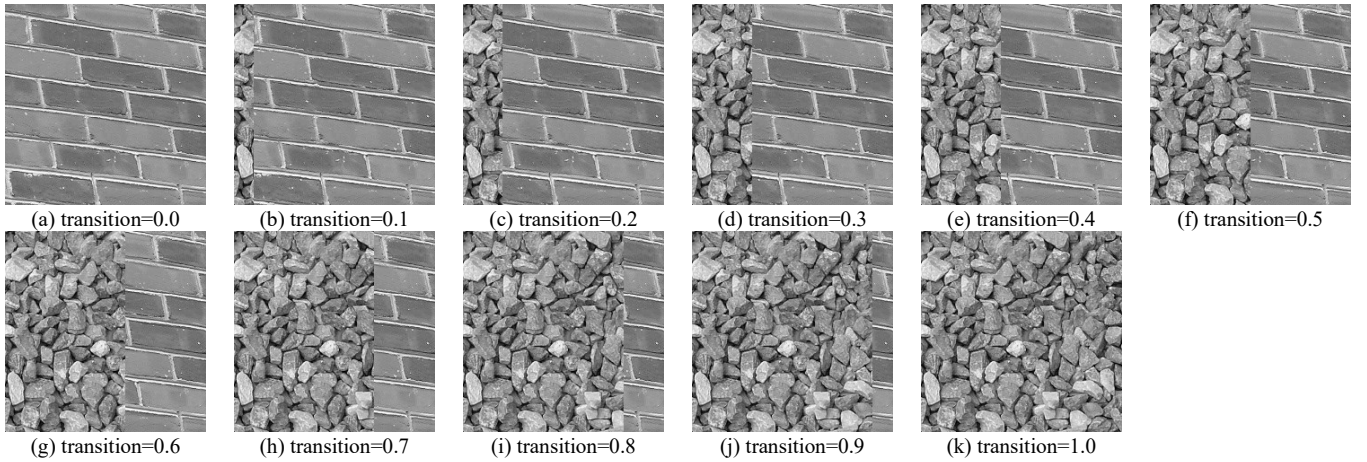 (a) transition=0.0
(b) transition=0.1
(c) transition=0.2
(d) transition=0.3
(e) transition=0.4
(f) transition=0.5
(g) transition=0.6
(h) transition=0.7
(i) transition=0.8
(j) transition=0.9
(k) transition=1.0